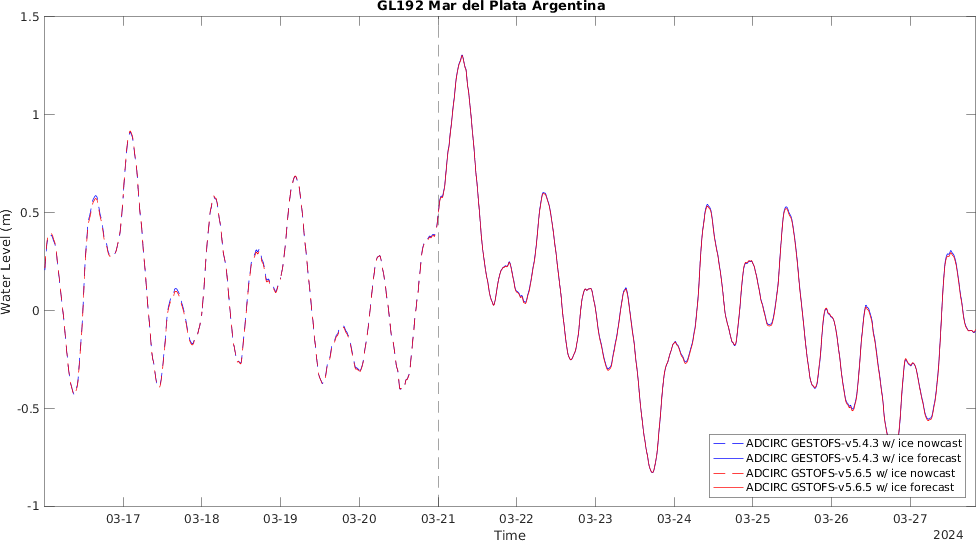 GL192 Mar del Plata Argentina
1.5
1
0.5
0
-0.5
-1
Water Level (m)
ADCIRC GESTOFS-v5.4.3 w/ ice nowcast
ADCIRC GESTOFS-v5.4.3 w/ ice forecast
ADCIRC GSTOFS-v5.6.5 w/ ice nowcast
ADCIRC GSTOFS-v5.6.5 w/ ice forecast
03-17 03-18 03-19 03-20 03-21 03-22 03-23 03-24 03-25 03-26 03-27
Time
2024